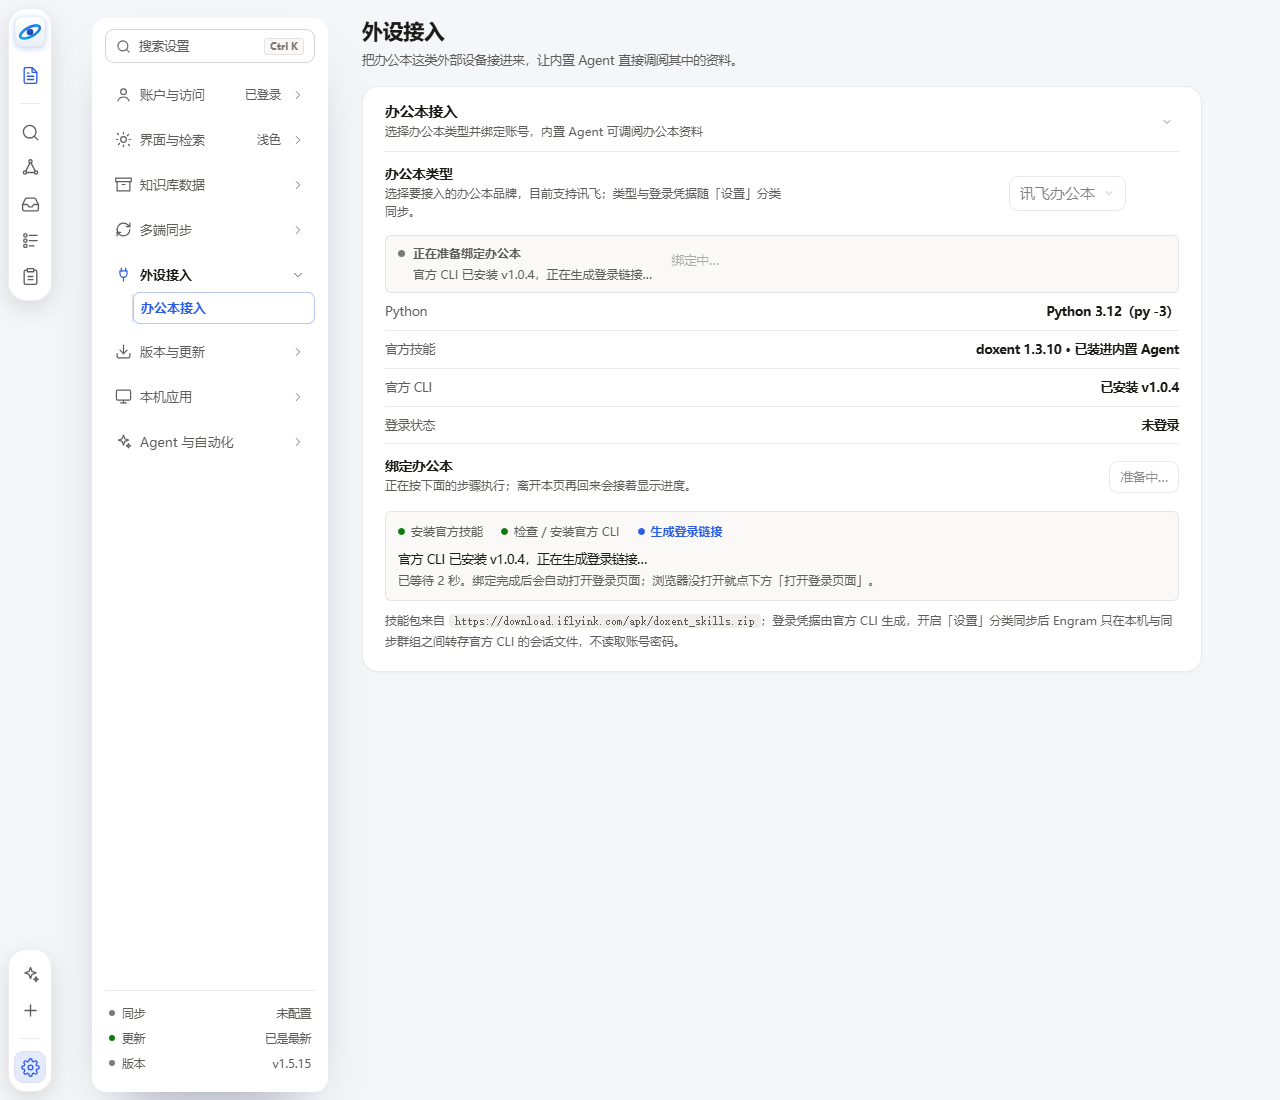 搜索设置 Ctrl K
账户与访问 已登录
界面与检索 浅色
知识库数据
多端同步
外设接入
办公本接入
版本与更新
本机应用
Agent 与自动化
同步 未配置
更新 已是最新
版本 v1.5.15
外设接入
把办公本这类外部设备接进来，让内置 Agent 直接调阅其中的资料。
办公本接入
选择办公本类型并绑定账号，内置 Agent 可调阅办公本资料
办公本类型
选择要接入的办公本品牌，目前支持讯飞；类型与登录凭据随「设置」分类
同步。
讯飞办公本
正在准备绑定办公本
官方 CLI 已安装 v1.0.4，正在生成登录链接...
绑定中...
Python Python 3.12（py -3）
官方技能 doxent 1.3.10 • 已装进内置 Agent
官方 CLI 已安装 v1.0.4
登录状态 未登录
绑定办公本
正在按下面的步骤执行；离开本页再回来会接着显示进度。
准备中...
安装官方技能 检查 / 安装官方 CLI 生成登录链接
官方 CLI 已安装 v1.0.4，正在生成登录链接...
已等待 2 秒。绑定完成后会自动打开登录页面；浏览器没打开就点下方「打开登录页面」。
技能包来自 https://download.iflyink.com/apk/doxent_skills.zip；登录凭据由官方 CLI 生成，开启「设置」分类同步后 Engram 只在本机与同
步群组之间转存官方 CLI 的会话文件，不读取账号密码。